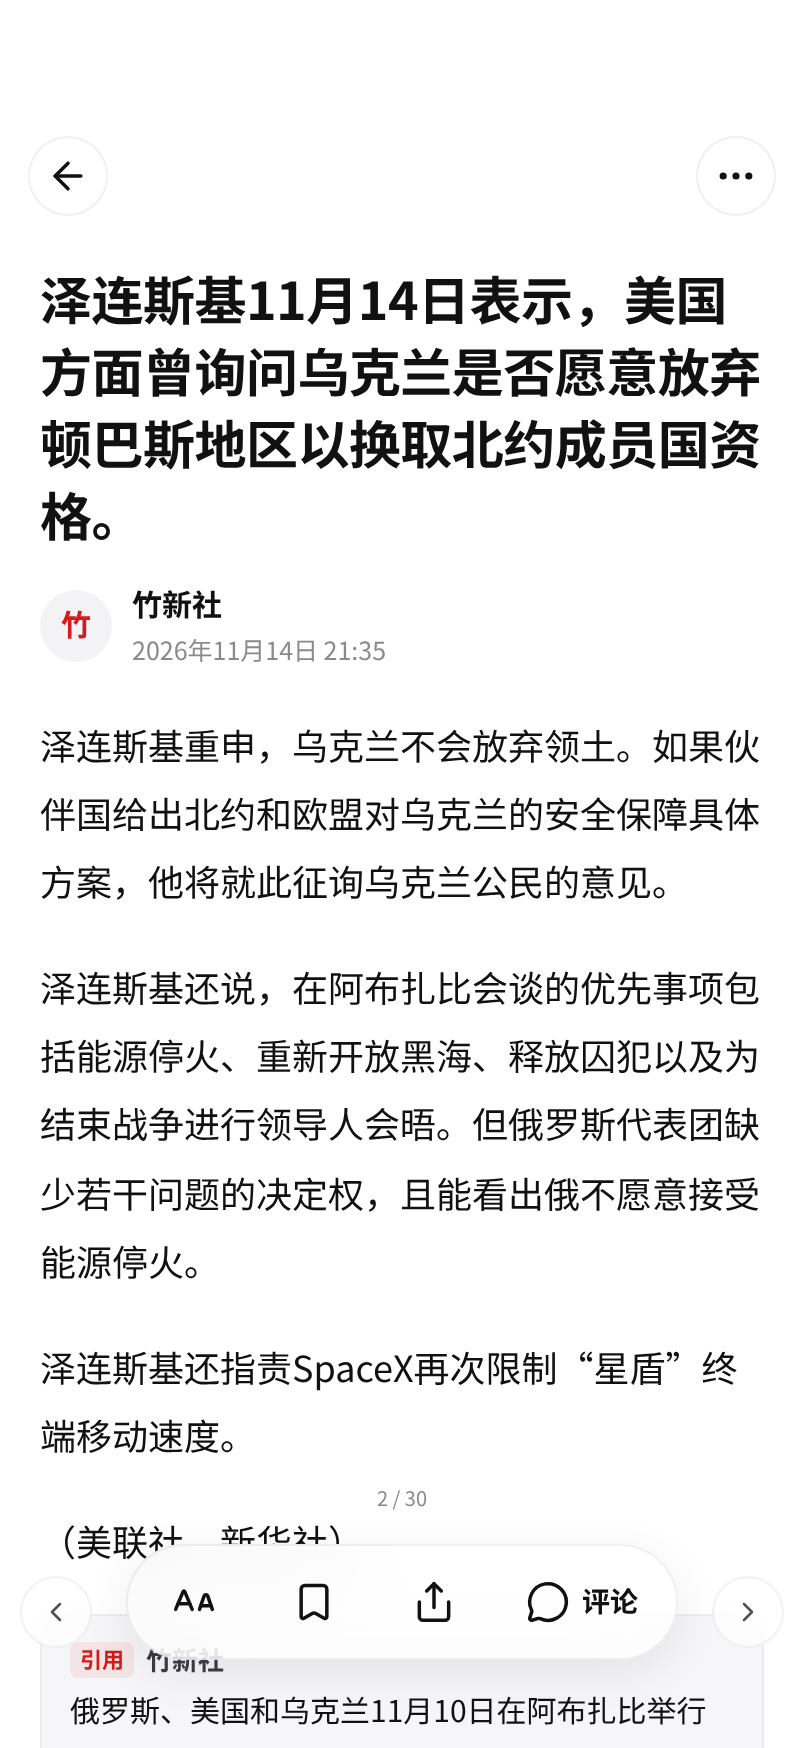 泽连斯基11月14日表示，美国
方面曾询问乌克兰是否愿意放弃
顿巴斯地区以换取北约成员国资
格。
竹
竹新社
2026年11月14日 21:35
泽连斯基重申，乌克兰不会放弃领土。如果伙
伴国给出北约和欧盟对乌克兰的安全保障具体
方案，他将就此征询乌克兰公民的意见。
泽连斯基还说，在阿布扎比会谈的优先事项包
括能源停火、重新开放黑海、释放囚犯以及为
结束战争进行领导人会晤。但俄罗斯代表团缺
少若干问题的决定权，且能看出俄不愿意接受
能源停火。
泽连斯基还指责SpaceX再次限制“星盾”终
端移动速度。
2 / 30
（美联社、新华社）
AA
评论
引用 竹新社
俄罗斯、美国和乌克兰11月10日在阿布扎比举行